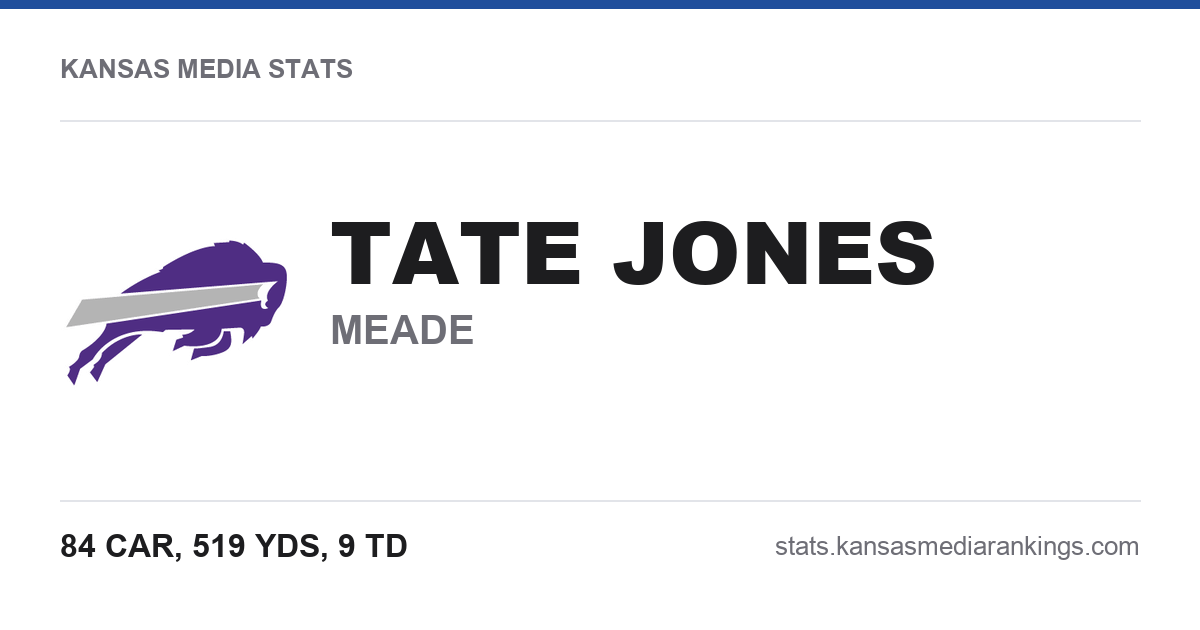 KANSAS MEDIA STATS
TATE JONES
MEADE
84 CAR, 519 YDS, 9 TD
stats.kansasmediarankings.com